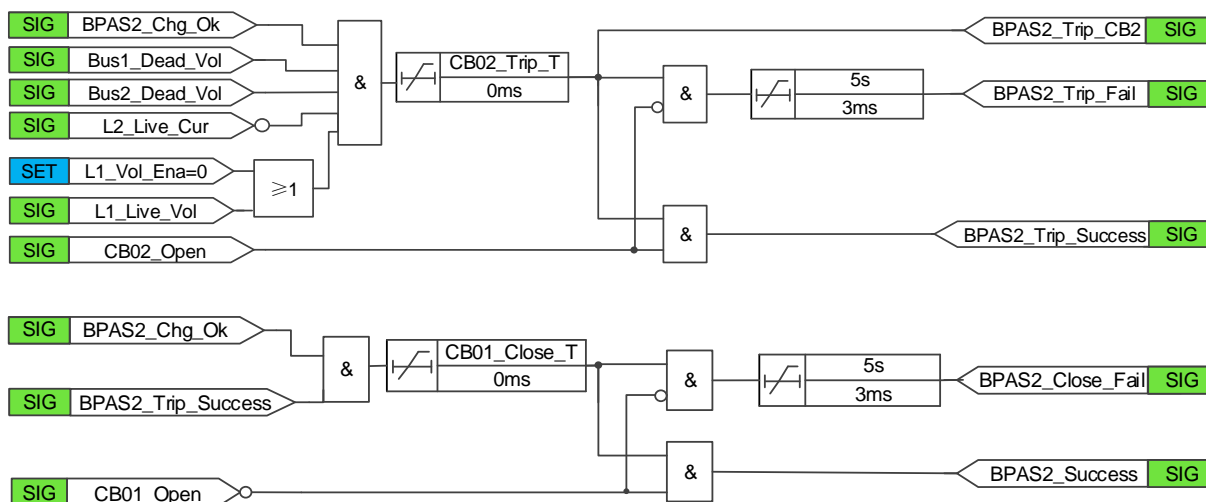 SIG BPAS2_Chg_Ok
BPAS2_Trip_CB2 SIG
SIG Bus1_Dead_Vol
CB02_Trip_T
0ms
5s
3ms
&
&
SIG Bus2_Dead_Vol
BPAS2_Trip_Fail SIG
SIG L2_Live_Cur
SET L1_Vol_Ena=0
≥1
SIG L1_Live_Vol
&
BPAS2_Trip_Success SIG
SIG CB02_Open
SIG BPAS2_Chg_Ok
&
CB01_Close_T
0ms
&
5s
3ms
BPAS2_Close_Fail SIG
SIG BPAS2_Trip_Success
&
BPAS2_Success SIG
SIG CB01_Open